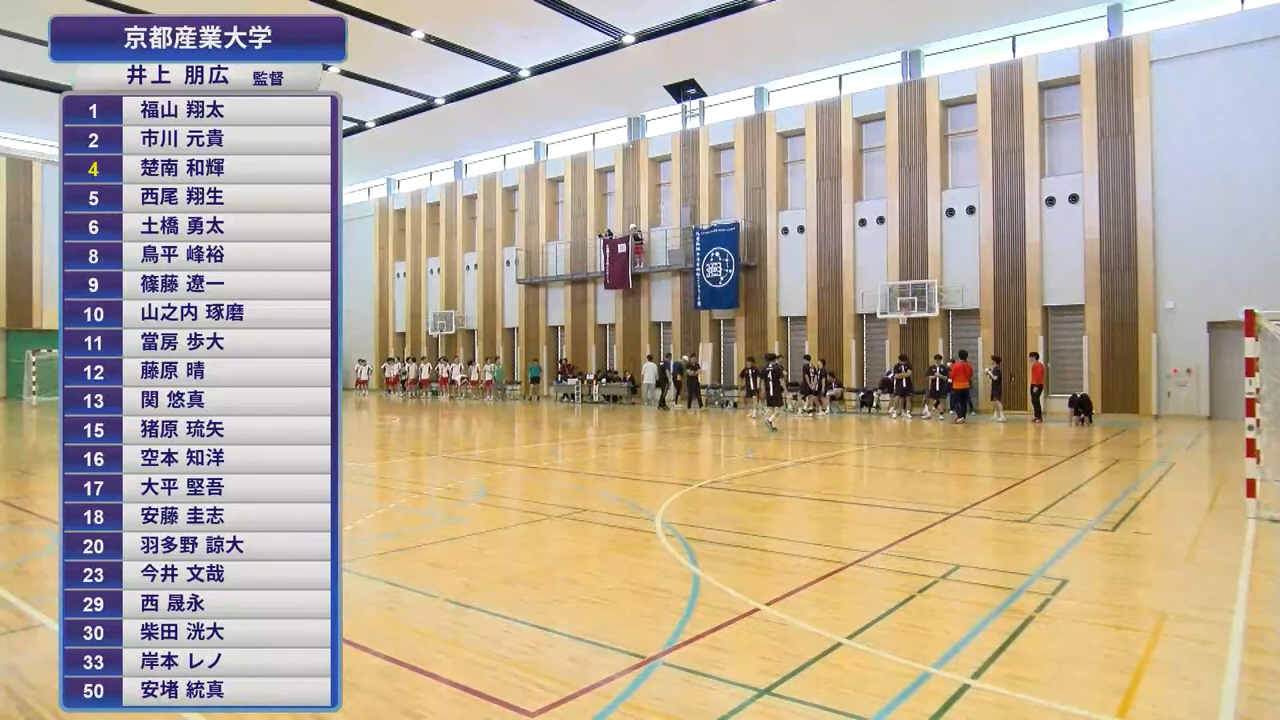 京都産業大学
井上 朋広 監督
1 福山 翔太
2 市川 元貴
4 楚南 和輝
5 西尾 翔生
6 土橋 勇太
8 鳥平 峰裕
9 篠藤 遼一
10 山之内 琢磨
11 當房 歩大
12 藤原 晴
13 関 悠真
15 猪原 琉矢
16 空本 知洋
17 大平 堅吾
18 安藤 圭志
20 羽多野 諒大
23 今井 文哉
29 西 晟永
30 柴田 洸大
33 岸本 レノ
50 安堵 統真